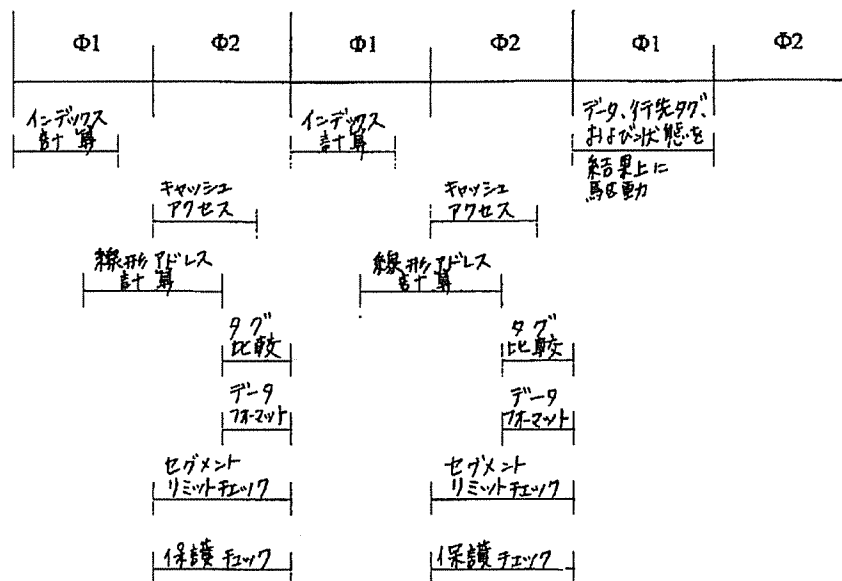 Φ1 Φ2 Φ1 Φ2 Φ1 Φ2
インデックス
計算
インデックス
計算
データ、行先タグ、
および状態を
結果上に
駆動
キャッシュ
アクセス
キャッシュ
アクセス
線形アドレス
計算
線形アドレス
計算
タグ
比較
タグ
比較
データ
フォーマット
データ
フォーマット
セグメント
リミットチェック
セグメント
リミットチェック
保護チェック
保護チェック